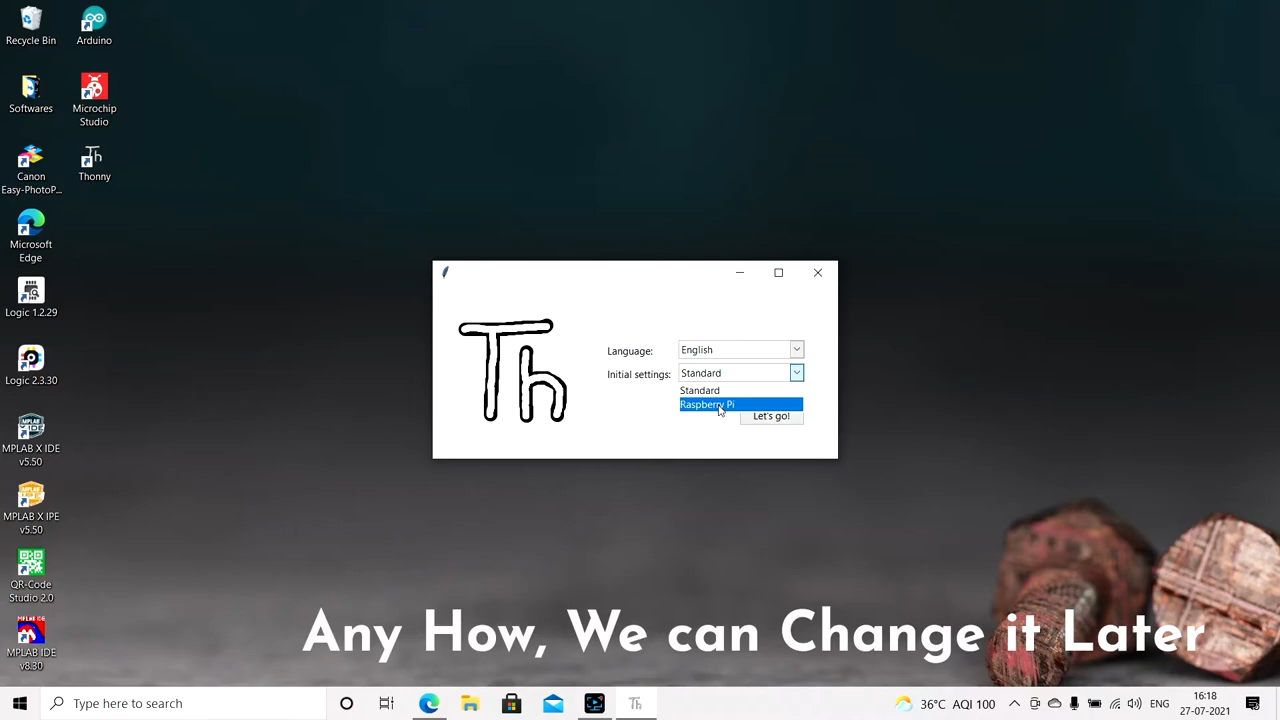 Recycle Bin
Arduino
Softwares
Microchip
Studio
Canon
Easy-PhotoP...
Th
Thonny
Microsoft
Edge
Logic 1.2.29
Logic 2.3.30
MPLAB X IDE
v5.50
MPLAB X IPE
v5.50
QR-Code
Studio 2.0
MPLAB IDE
v8.30
Th
Language:
English
Initial settings:
Standard
Standard
Raspberry Pi
Let's go!
Any How, We can Change it Later
Type here to search
Th
36°C AQI 100
ENG
16:18
27-07-2021